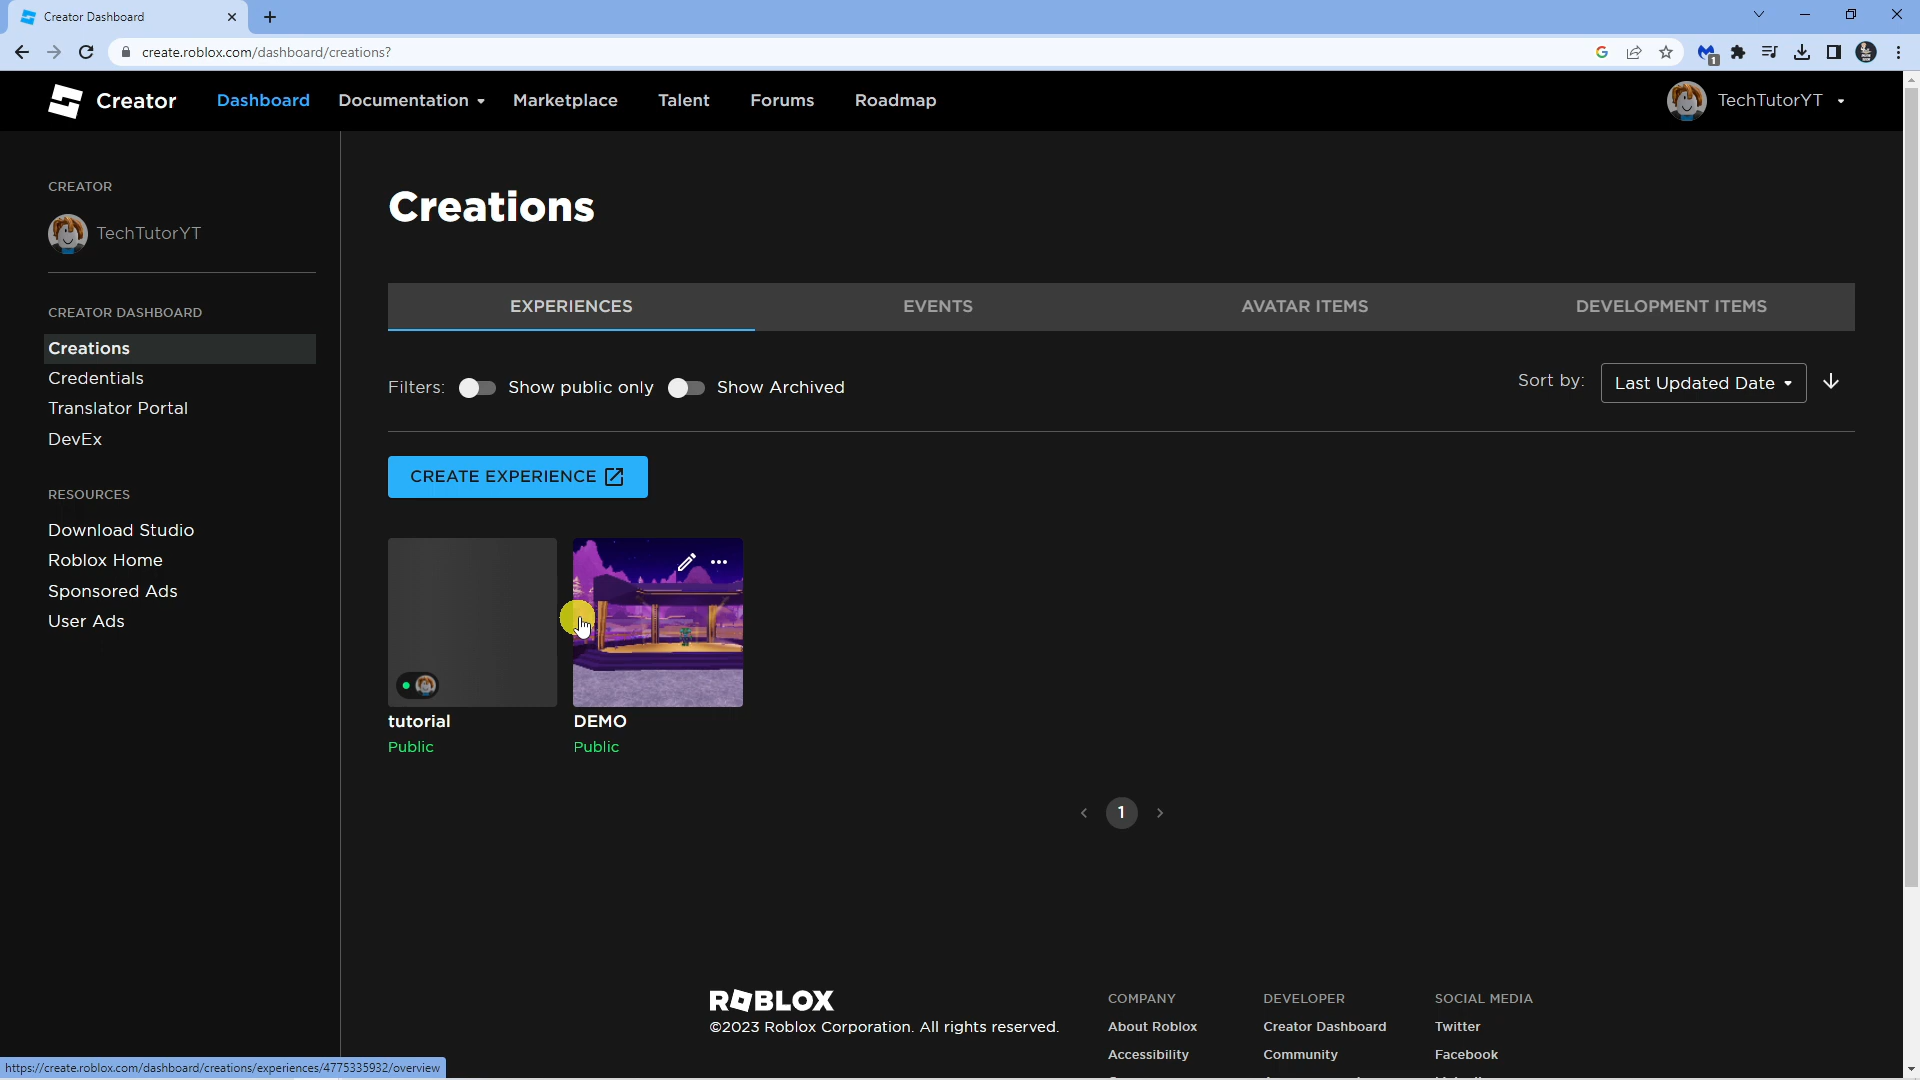 Creator Dashboard
create.roblox.com/dashboard/creations?
1
Creator
Dashboard
Documentation
Marketplace
Talent
Forums
Roadmap
TechTutorYT
CREATOR
TechTutorYT
CREATOR DASHBOARD
Creations
Credentials
Translator Portal
DevEx
RESOURCES
Download Studio
Roblox Home
Sponsored Ads
User Ads
Creations
EXPERIENCES
EVENTS
AVATAR ITEMS
DEVELOPMENT ITEMS
Filters:
Show public only
Show Archived
Sort by:
Last Updated Date
CREATE EXPERIENCE
tutorial
Public
DEMO
Public
1
ROBLOX
©2023 Roblox Corporation. All rights reserved.
COMPANY
About Roblox
Accessibility
DEVELOPER
Creator Dashboard
Community
SOCIAL MEDIA
Twitter
Facebook
https://create.roblox.com/dashboard/creations/experiences/4775335932/overview